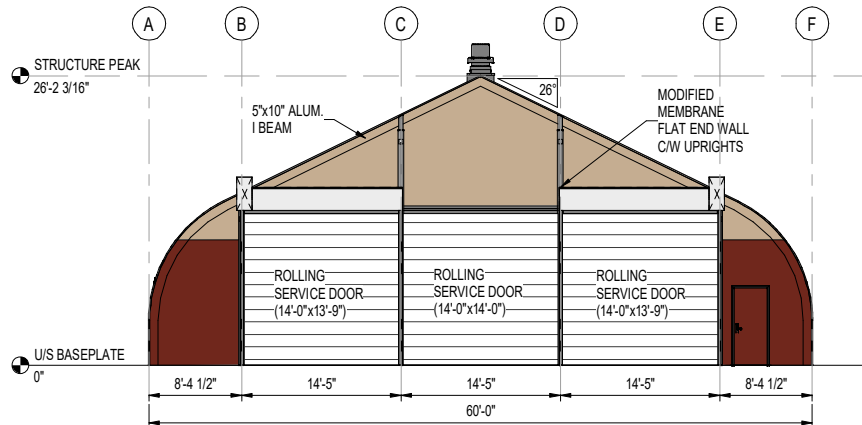 A B C D E F
STRUCTURE PEAK
26'-2 3/16"
26°
5"x10" ALUM.
I BEAM
MODIFIED
MEMBRANE
FLAT END WALL
C/W UPRIGHTS
ROLLING
SERVICE DOOR
(14'-0"x13'-9")
ROLLING
SERVICE DOOR
(14'-0"x14'-0")
ROLLING
SERVICE DOOR
(14'-0"x13'-9")
U/S BASEPLATE
0"
8'-4 1/2" 14'-5" 14'-5" 14'-5" 8'-4 1/2"
60'-0"